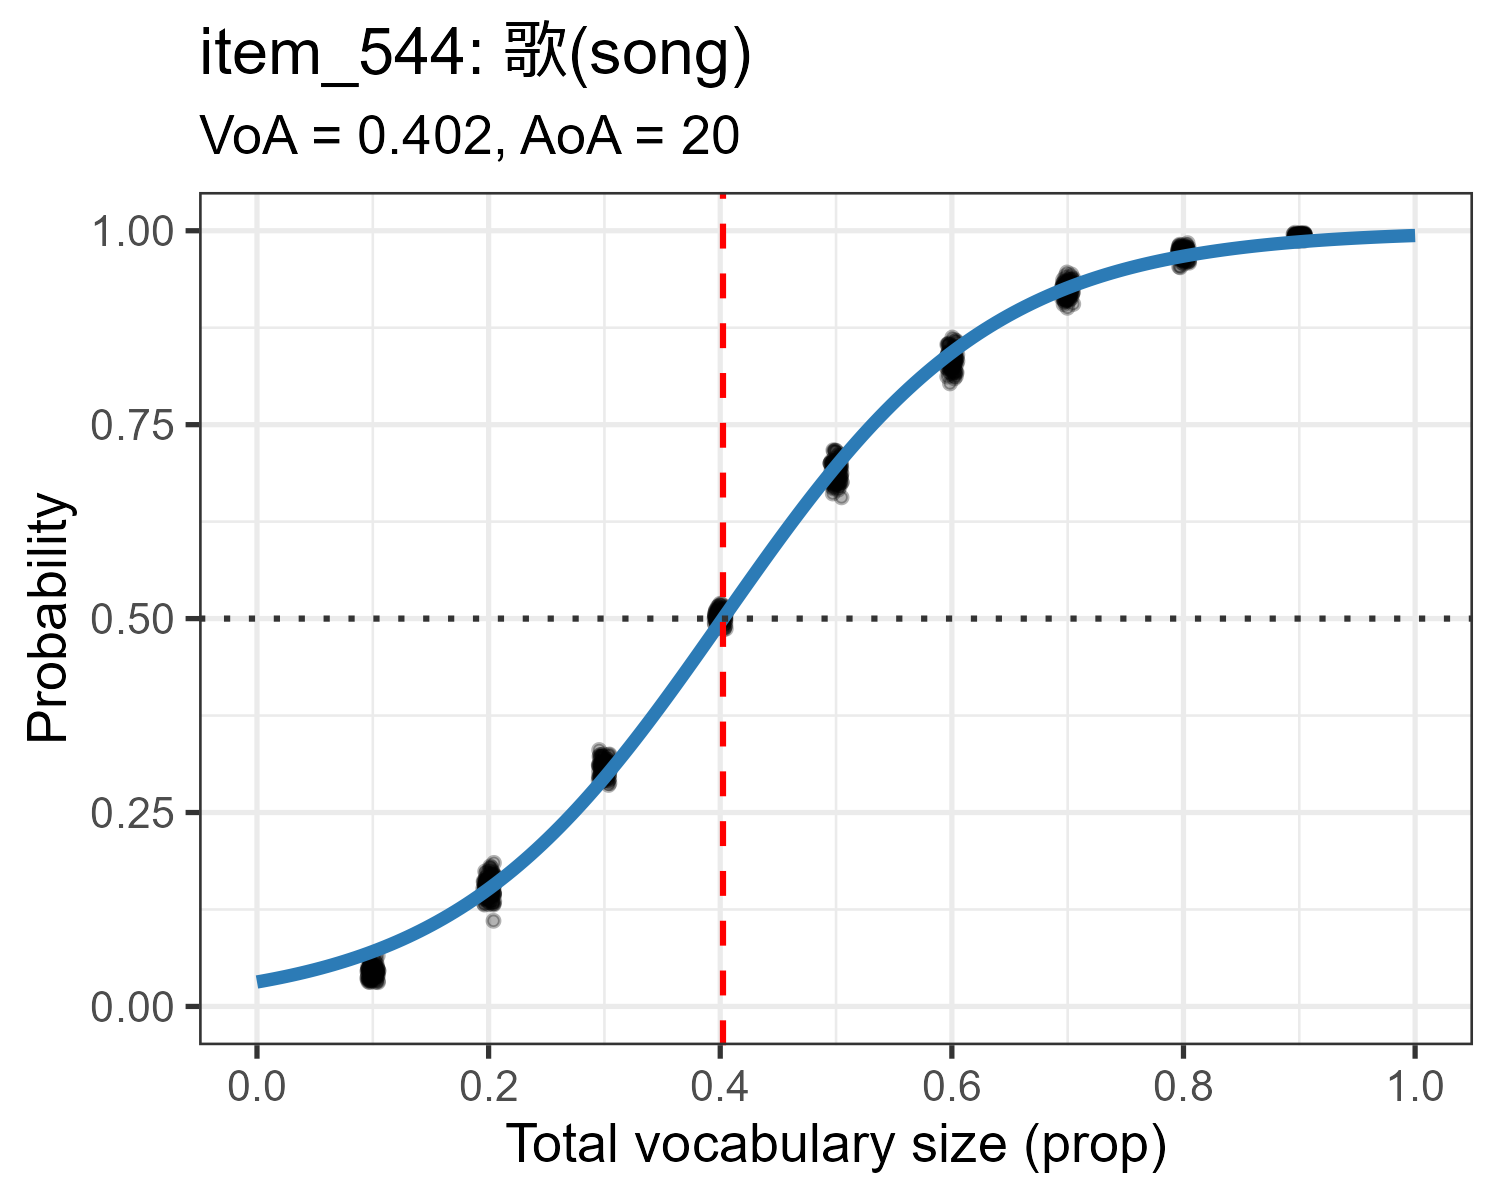 item_544: 歌(song)
VoA = 0.402, AoA = 20
1.00
0.75
0.50
0.25
0.00
Probability
0.0 0.2 0.4 0.6 0.8 1.0
Total vocabulary size (prop)